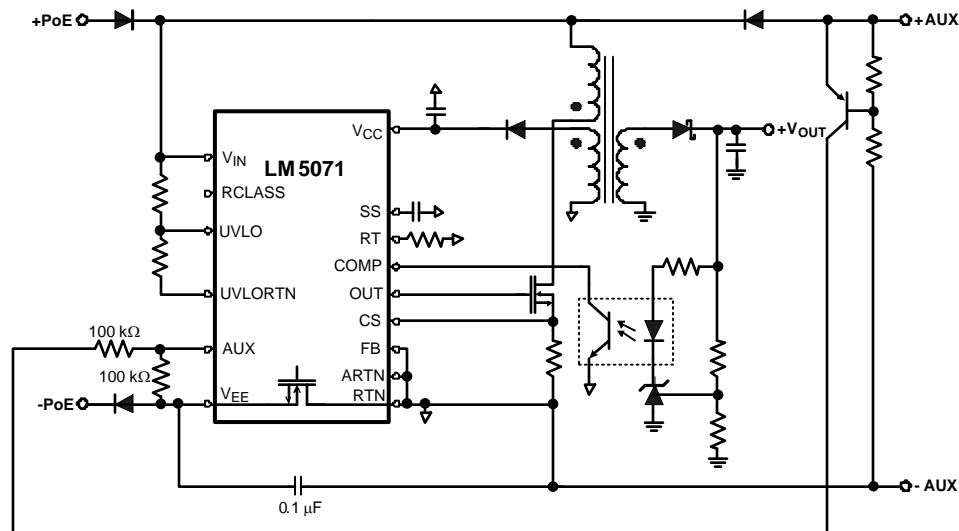 +PoE
+AUX
VCC
+VOUT
VIN
LM5071
RCLASS
SS
UVLO
RT
COMP
UVLORTN
OUT
CS
100 kΩ
AUX
FB
100 kΩ
ARTN
-PoE
VEE
RTN
- AUX
0.1 μF